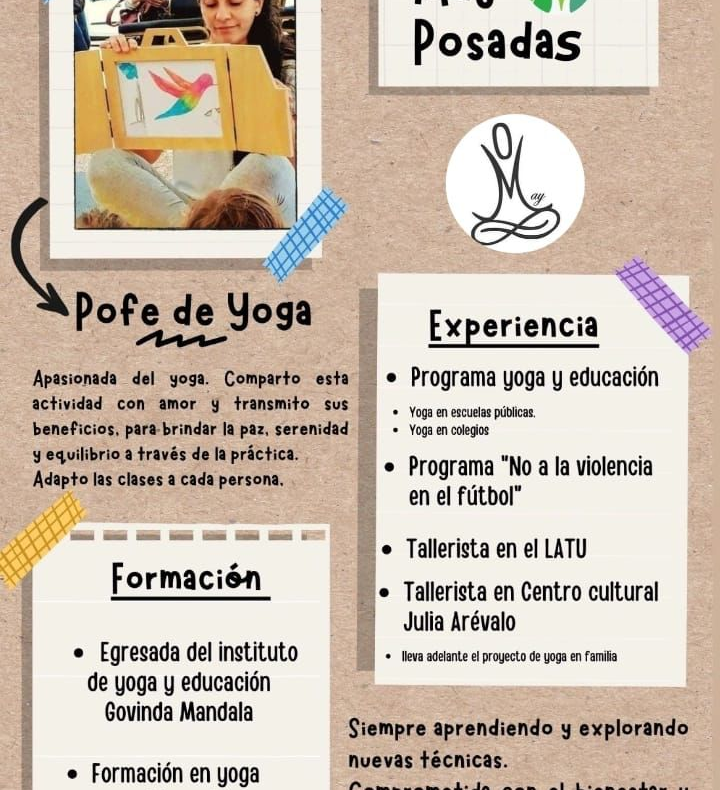 Posadas
ay
Pofe de Yoga
Apasionada del yoga. Comparto esta
actividad con amor y transmito sus
beneficios, para brindar la paz, serenidad
y equilibrio a través de la práctica.
Adapto las clases a cada persona.
Formación
Egresada del instituto
de yoga y educación
Govinda Mandala
Formación en yoga
Experiencia
Programa yoga y educación
Yoga en escuelas públicas.
Yoga en colegios
Programa "No a la violencia
en el fútbol"
Tallerista en el LATU
Tallerista en Centro cultural
Julia Arévalo
lleva adelante el proyecto de yoga en familia
Siempre aprendiendo y explorando
nuevas técnicas.